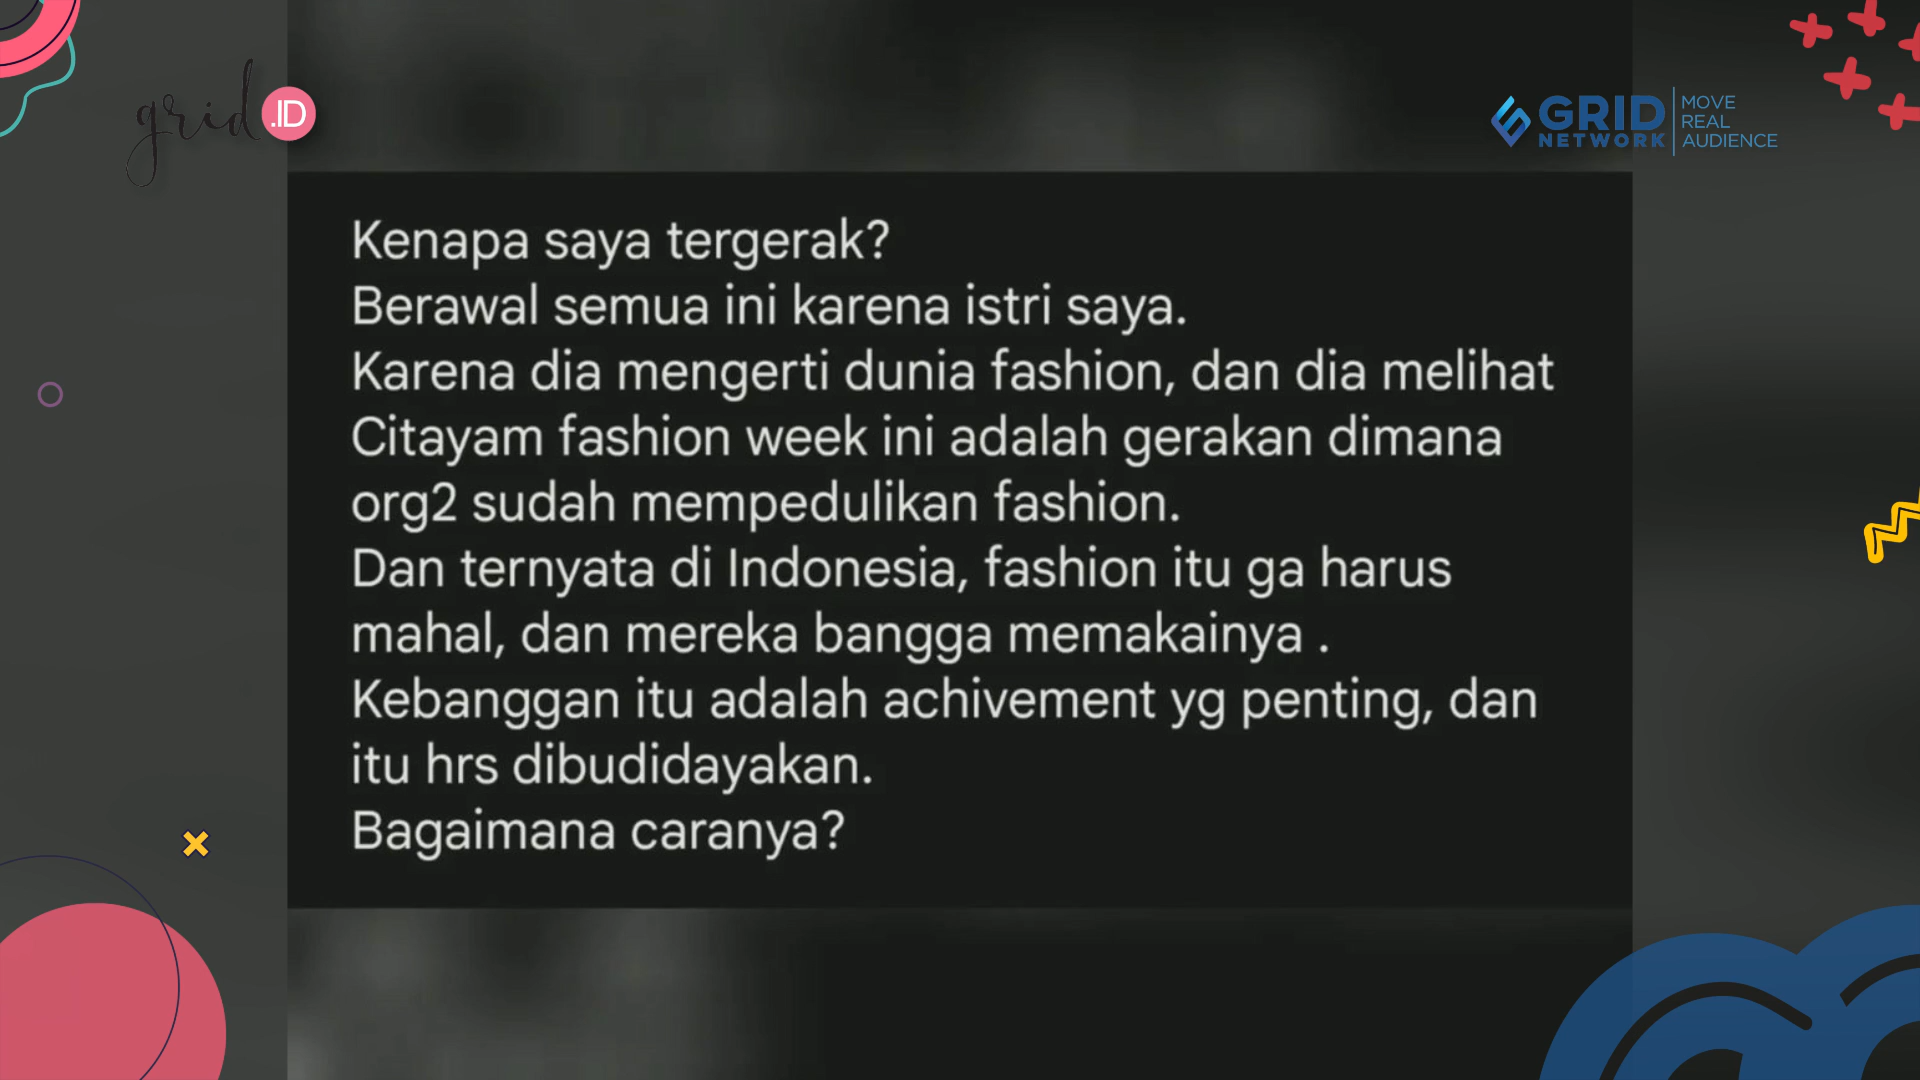 grid .ID
GRID NETWORK
MOVE
REAL
AUDIENCE
Kenapa saya tergerak?
Berawal semua ini karena istri saya.
Karena dia mengerti dunia fashion, dan dia melihat
Citayam fashion week ini adalah gerakan dimana
org2 sudah mempedulikan fashion.
Dan ternyata di Indonesia, fashion itu ga harus
mahal, dan mereka bangga memakainya .
Kebanggan itu adalah achivement yg penting, dan
itu hrs dibudidayakan.
Bagaimana caranya?